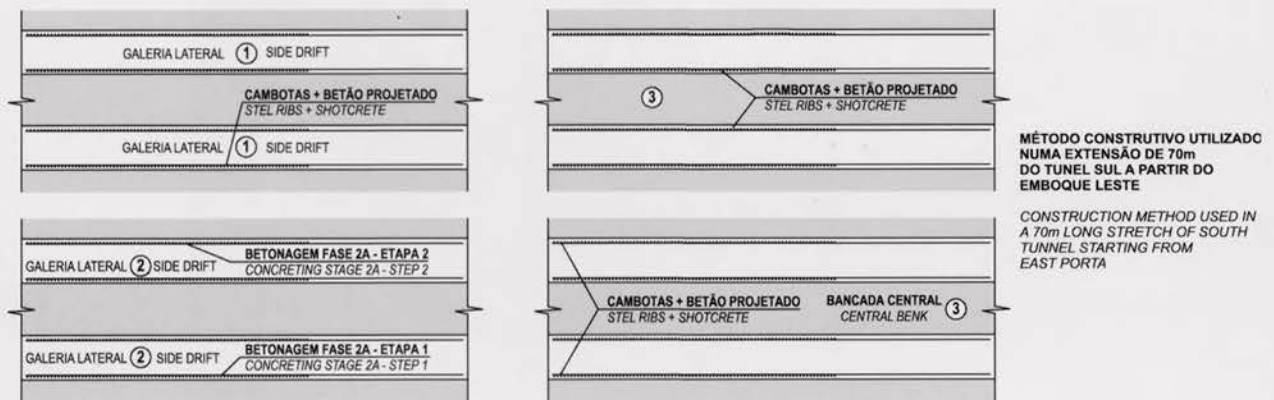 GALERIA LATERAL 1 SIDE DRIFT
CAMBOTAS + BETÃO PROJETADO
STEL RIBS + SHOTCRETE
GALERIA LATERAL 1 SIDE DRIFT
3
CAMBOTAS + BETÃO PROJETADO
STEL RIBS + SHOTCRETE
BETONAGEM FASE 2A - ETAPA 2
GALERIA LATERAL 2 SIDE DRIFT
CONCRETING STAGE 2A - STEP 2
BETONAGEM FASE 2A - ETAPA 1
GALERIA LATERAL 2 SIDE DRIFT
CONCRETING STAGE 2A - STEP 1
CAMBOTAS + BETÃO PROJETADO
STEL RIBS + SHOTCRETE
BANCADA CENTRAL 3
CENTRAL BENK
MÉTODO CONSTRUTIVO UTILIZADO
NUMA EXTENSÃO DE 70m
DO TUNEL SUL A PARTIR DO
EMBOQUE LESTE
CONSTRUCTION METHOD USED IN
A 70m LONG STRETCH OF SOUTH
TUNNEL STARTING FROM
EAST PORTA